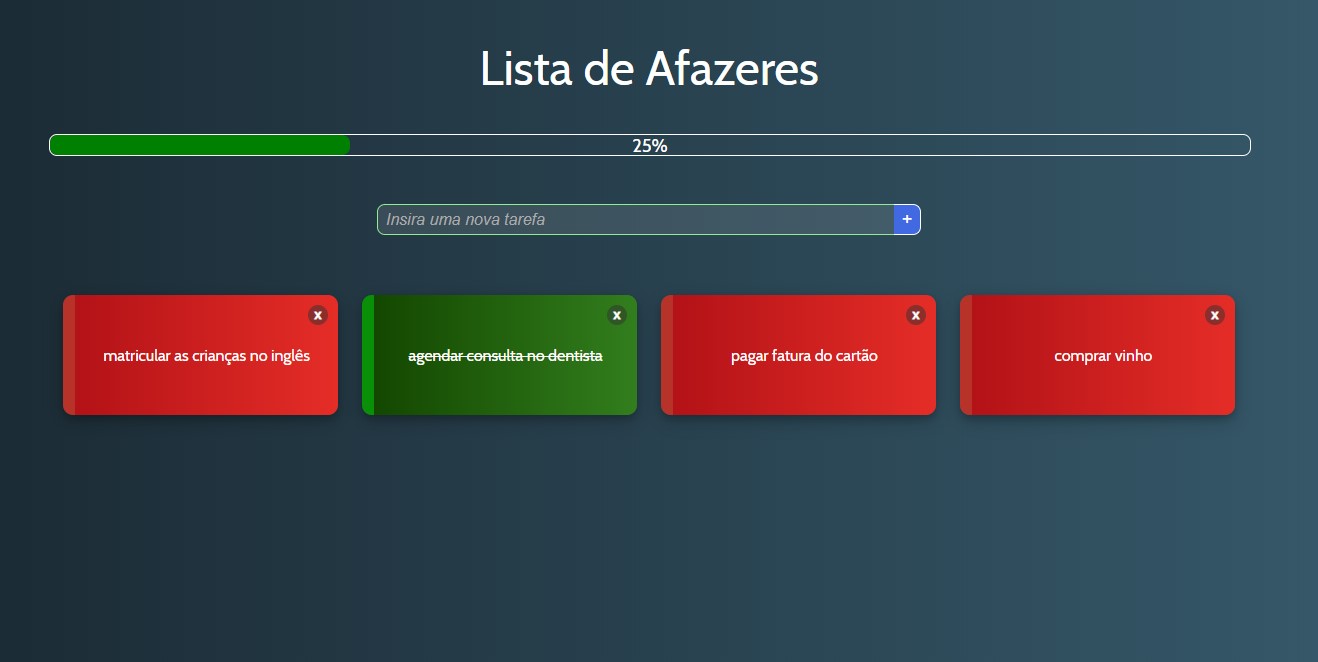 Lista de Afazeres
25%
Insira uma nova tarefa
+
x
x
x
x
matricular as crianças no inglês
agendar consulta no dentista
pagar fatura do cartão
comprar vinho